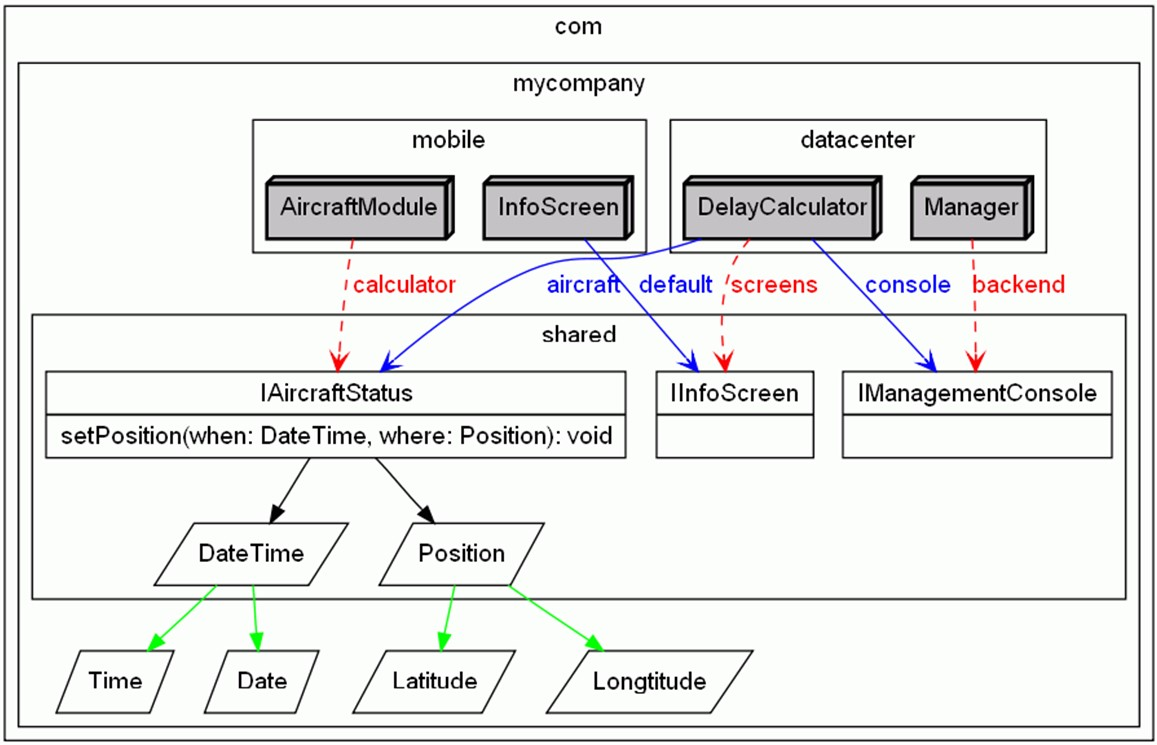 com
mycompany
mobile
datacenter
AircraftModule
InfoScreen
DelayCalculator
Manager
calculator
aircraft
default
screens
console
backend
shared
IAircraftStatus
IInfoScreen
IManagementConsole
setPosition(when: DateTime, where: Position): void
DateTime
Position
Time
Date
Latitude
Longtitude